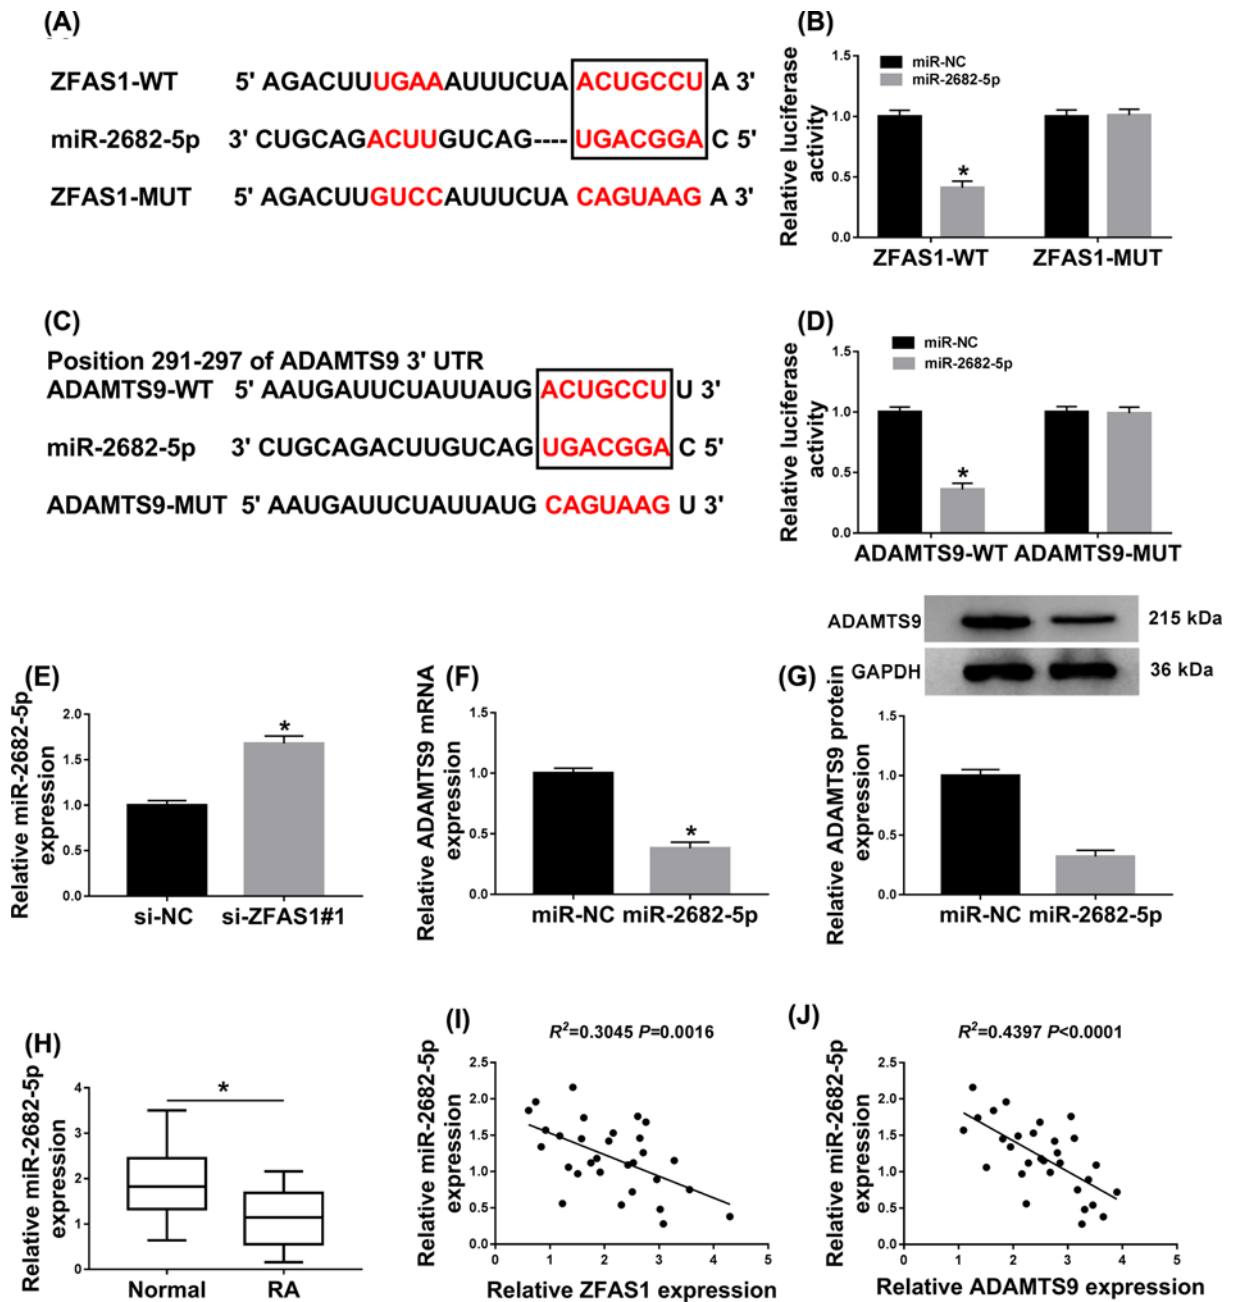 (A)
ZFAS1-WT 5' AGACUUUGAAAUUUCUA ACUGCCU A 3'
miR-2682-5p 3' CUGCAGACUUGUCAG---- UGACGGA C 5'
ZFAS1-MUT 5' AGACUUGUCCAUUUCUA CAGUAAG A 3'
(B)
miR-NC
miR-2682-5p
Relative luciferase
activity
1.5
1.0
0.5
0.0
*
ZFAS1-WT ZFAS1-MUT
(C)
Position 291-297 of ADAMTS9 3' UTR
ADAMTS9-WT 5' AAUGAUUCUAUUAUG ACUGCCU U 3'
miR-2682-5p 3' CUGCAGACUUGUCAG UGACGGA C 5'
ADAMTS9-MUT 5' AAUGAUUCUAUUAUG CAGUAAG U 3'
(D)
miR-NC
miR-2682-5p
Relative luciferase
activity
1.5
1.0
0.5
0.0
*
ADAMTS9-WT ADAMTS9-MUT
(E)
Relative miR-2682-5p
expression
2.0
1.5
1.0
0.5
0.0
*
si-NC si-ZFAS1#1
(F)
Relative ADAMTS9 mRNA
expression
1.5
1.0
0.5
0.0
*
miR-NC miR-2682-5p
(G)
ADAMTS9 215 kDa
GAPDH 36 kDa
Relative ADAMTS9 protein
expression
1.5
1.0
0.5
0.0
miR-NC miR-2682-5p
(H)
Relative miR-2682-5p
expression
4
3
2
1
0
*
Normal RA
(I)
R²=0.3045 P=0.0016
Relative miR-2682-5p
expression
2.5
2.0
1.5
1.0
0.5
0.0
0 1 2 3 4 5
Relative ZFAS1 expression
(J)
R²=0.4397 P<0.0001
Relative miR-2682-5p
expression
2.5
2.0
1.5
1.0
0.5
0.0
0 1 2 3 4 5
Relative ADAMTS9 expression